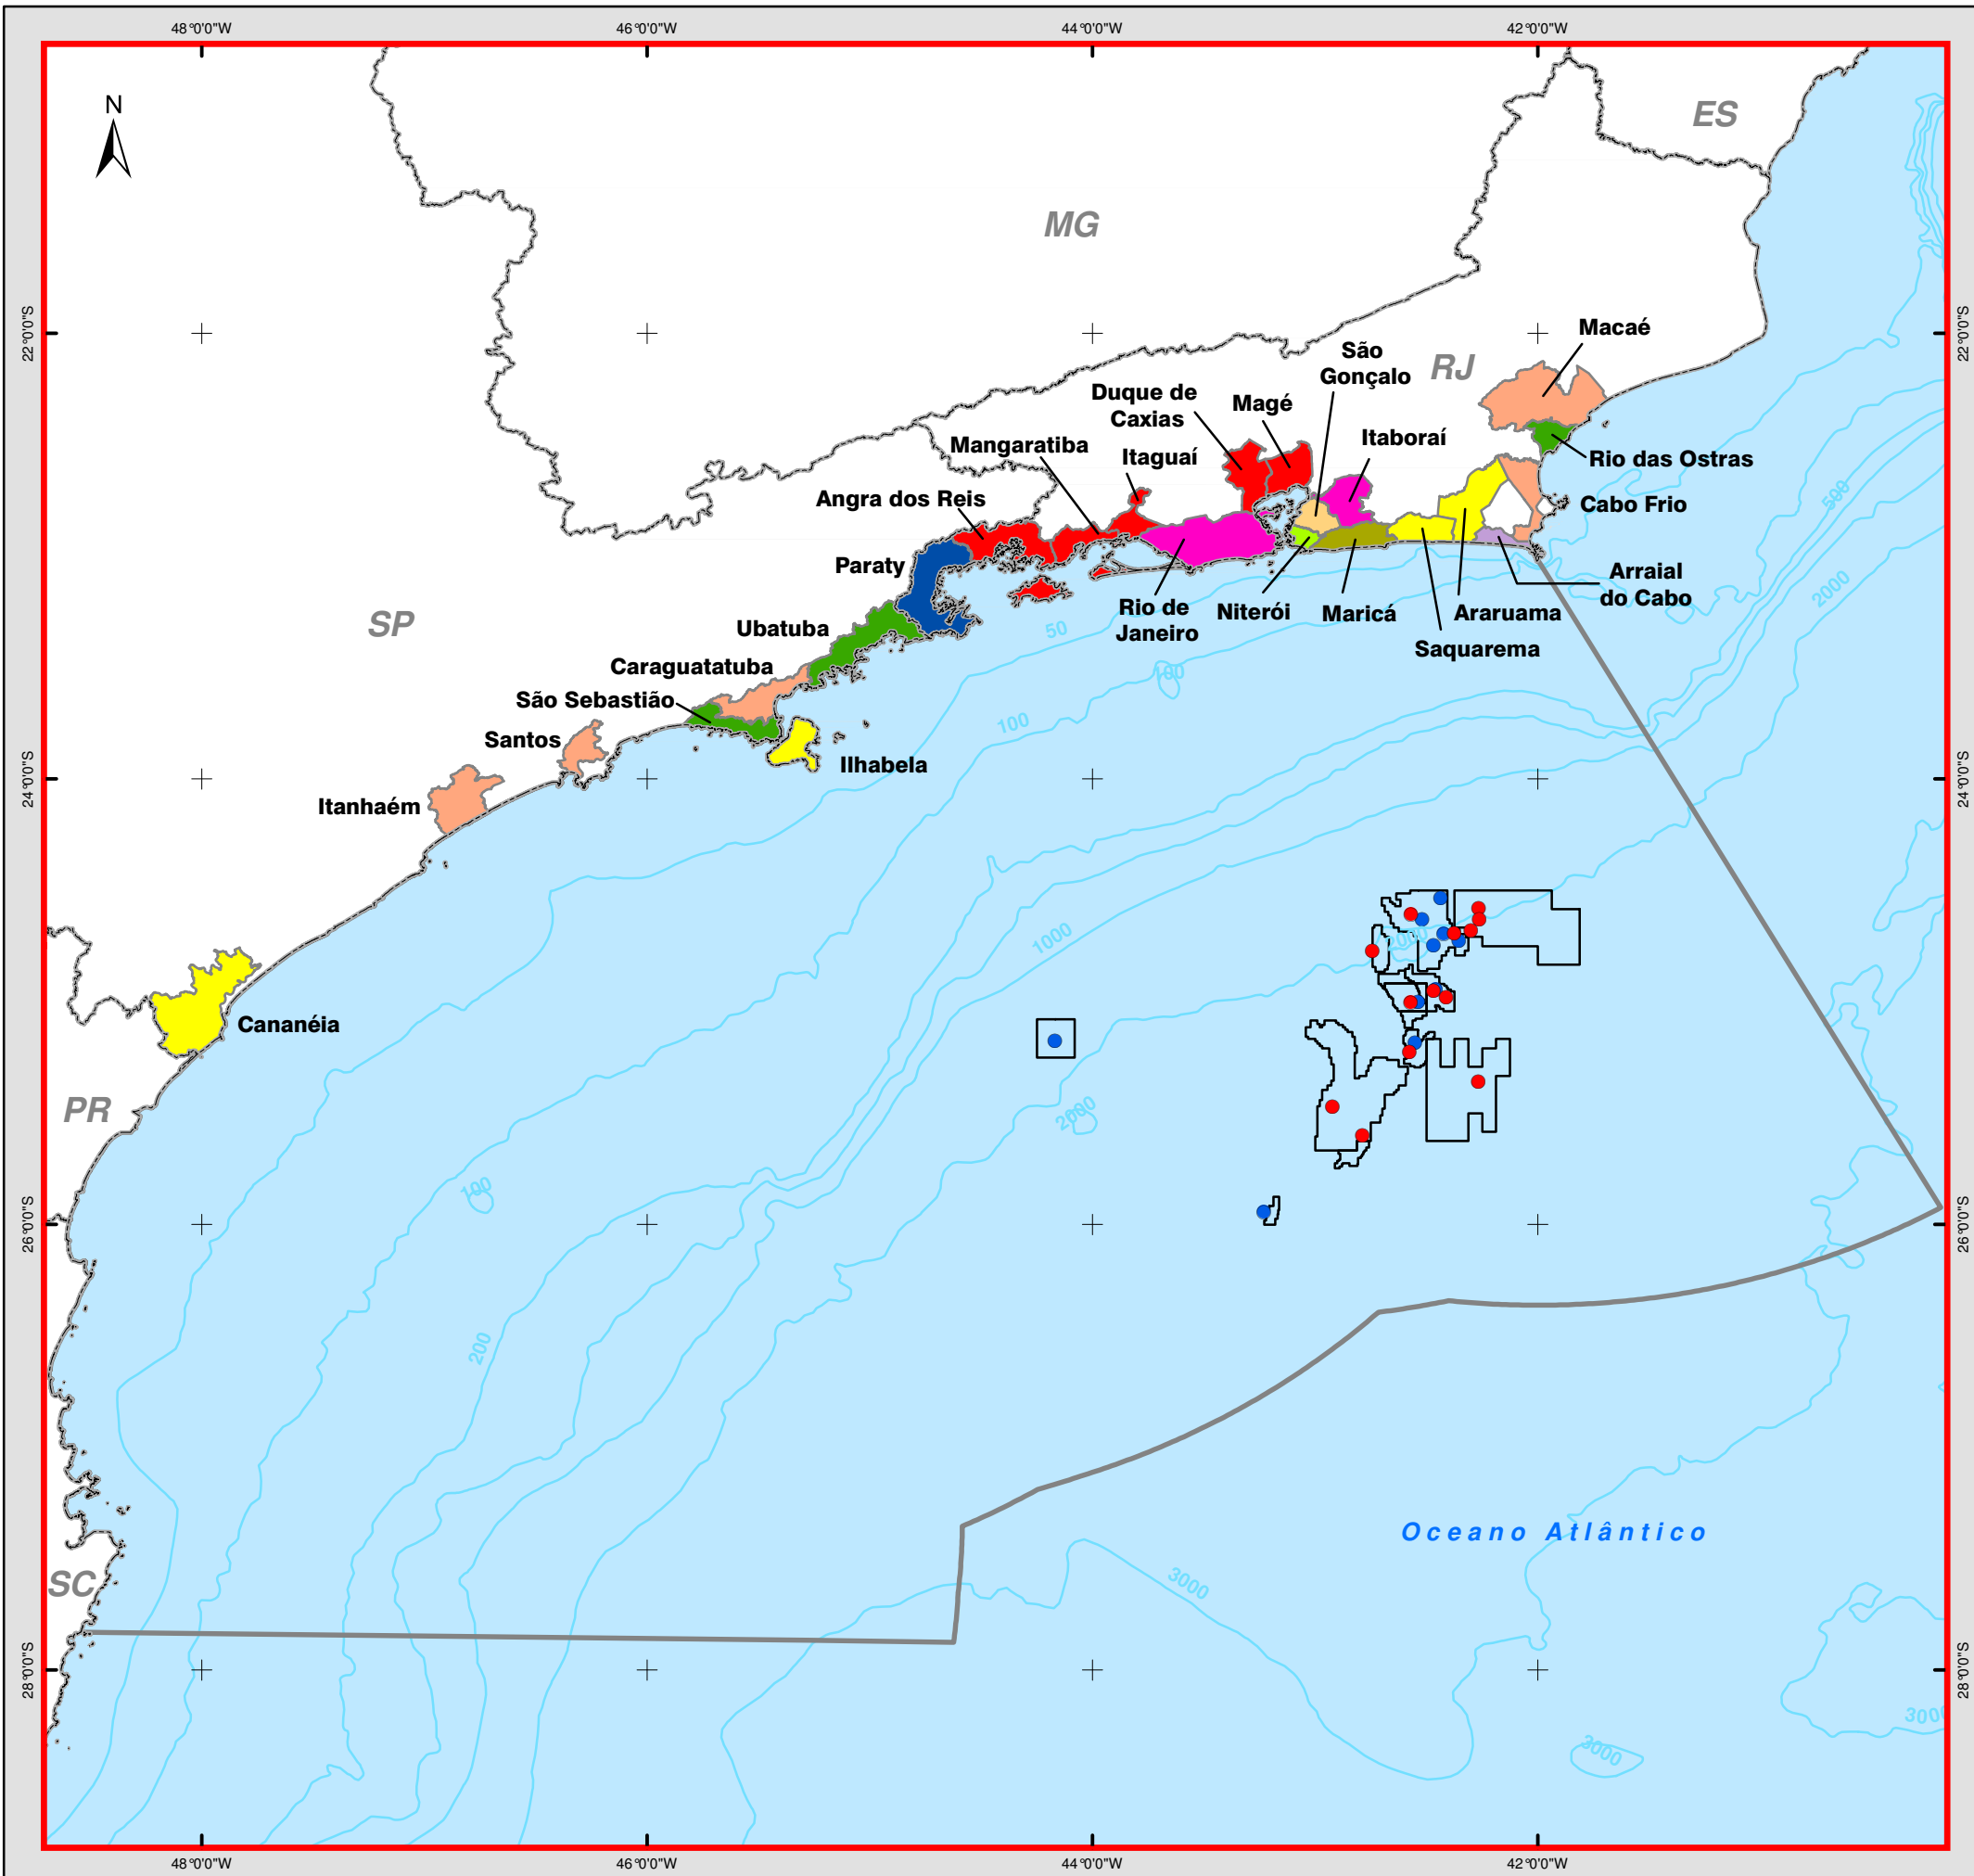 48°0'0"W
46°0'0"W
44°0'0"W
42°0'0"W
N
ES
MG
22°0'0"S
22°0'0"S
Macaé
São
Gonçalo
RJ
Duque de
Caxias
Magé
Itaboraí
Mangaratiba
Itaguaí
Rio das Ostras
Angra dos Reis
500
Cabo Frio
Paraty
Arraial
do Cabo
2000
Rio de
Janeiro
Niterói
Maricá
Araruama
SP
Ubatuba
50
Saquarema
Caraguatatuba
100
São Sebastião
100
Santos
Ilhabela
24°0'0"S
24°0'0"S
Itanhaém
1000
2000
Cananéia
PR
2000
100
26°0'0"S
26°0'0"S
200
Oceano Atlântico
SC
3000
28°0'0"S
28°0'0"S
3000
3000
48°0'0"W
46°0'0"W
44°0'0"W
42°0'0"W